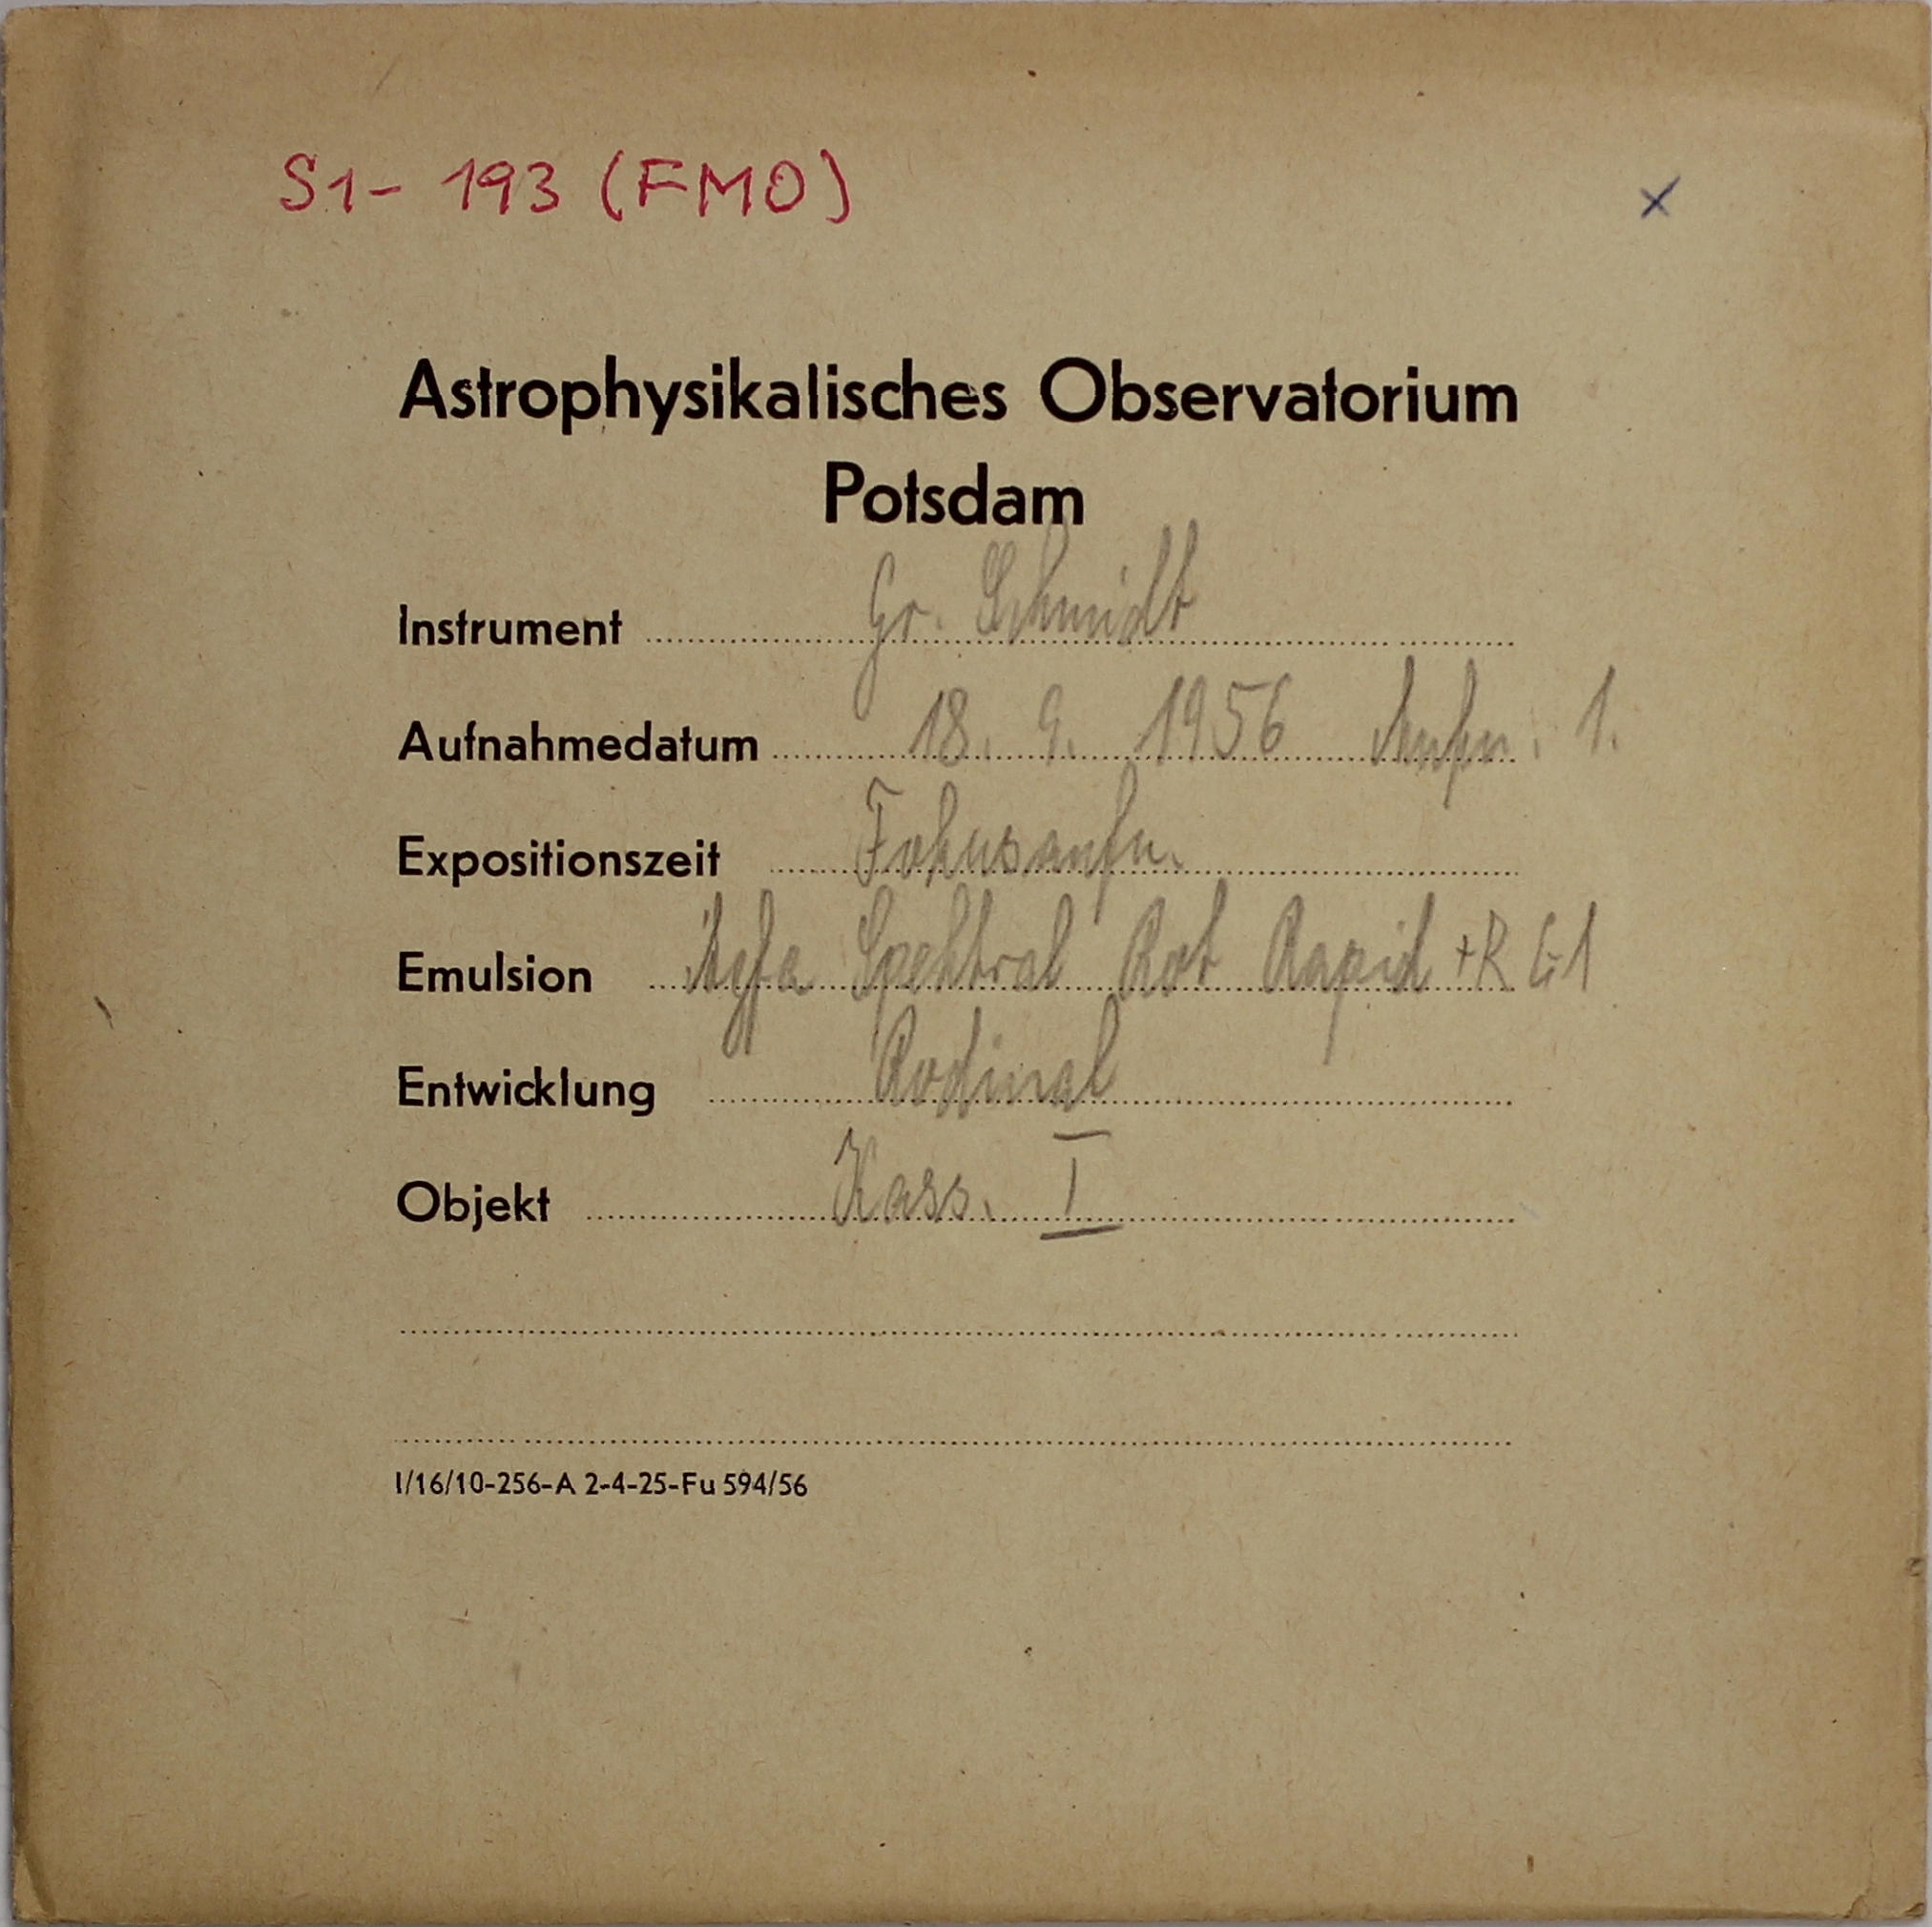 S1- 193 (FMO) x
Astrophysikalisches Observatorium
Potsdam
Instrument Gr. Schmidt
Aufnahmedatum 18. 9. 1956 Aufn. 1.
Expositionszeit Fokusaufn.
Emulsion Agfa Spektral Rot Rapid +RG1
Entwicklung Rodinal
Objekt Kass. I
I/16/10-256-A 2-4-25-Fu 594/56